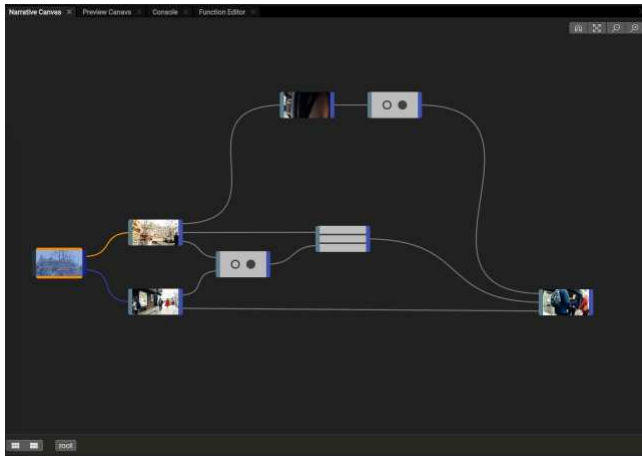 Narrative Canvas × Preview Canvas × Console × Function Editor ×
root